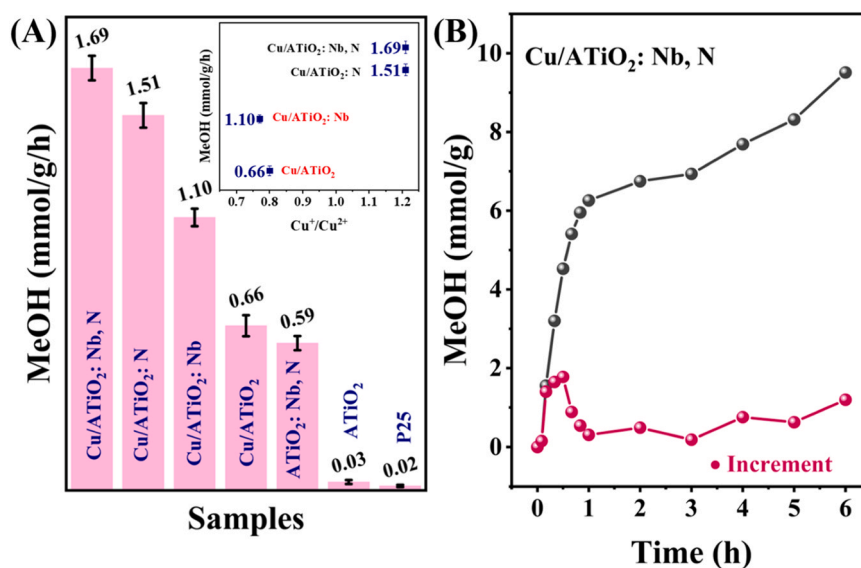 (A)
MeOH (mmol/g/h)
1.69
1.51
1.10
0.66
0.59
0.03
0.02
Cu/ATiO₂: Nb, N
Cu/ATiO₂: N
Cu/ATiO₂: Nb
Cu/ATiO₂
ATiO₂: Nb, N
ATiO₂
P25
Samples
MeOH (mmol/g/h)
Cu/ATiO₂: Nb, N 1.69
Cu/ATiO₂: N 1.51
1.10 Cu/ATiO₂: Nb
0.66 Cu/ATiO₂
0.7 0.8 0.9 1.0 1.1 1.2
Cu⁺/Cu²⁺
(B)
MeOH (mmol/g)
10
8
6
4
2
0
Cu/ATiO₂: Nb, N
Increment
0 1 2 3 4 5 6
Time (h)